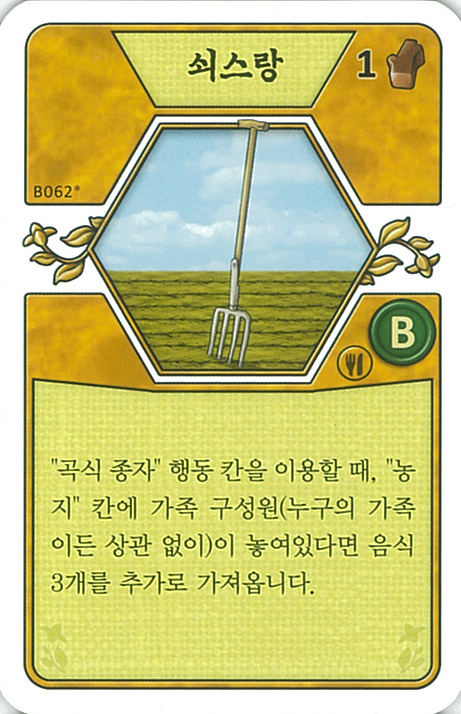 쇠스랑
1
B062*
B
"곡식 종자" 행동 칸을 이용할 때, "농
지" 칸에 가족 구성원(누구의 가족
이든 상관 없이)이 놓여있다면 음식
3개를 추가로 가져옵니다.